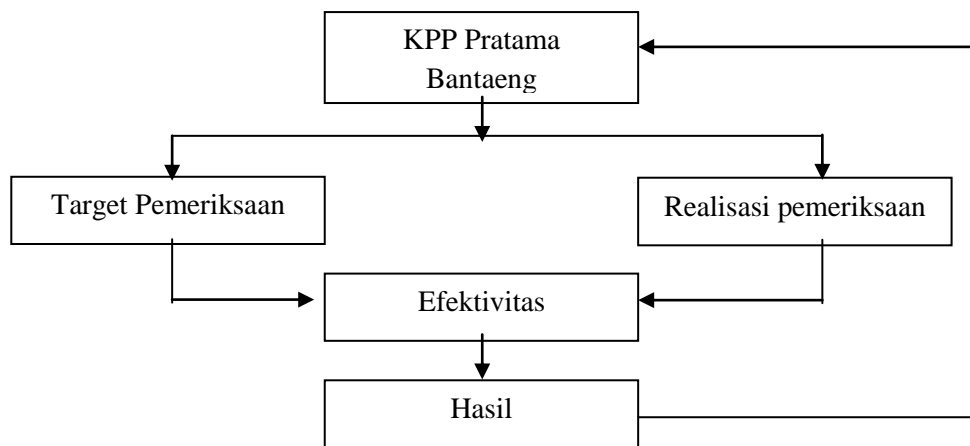 KPP Pratama
Bantaeng
Target Pemeriksaan
Realisasi pemeriksaan
Efektivitas
Hasil